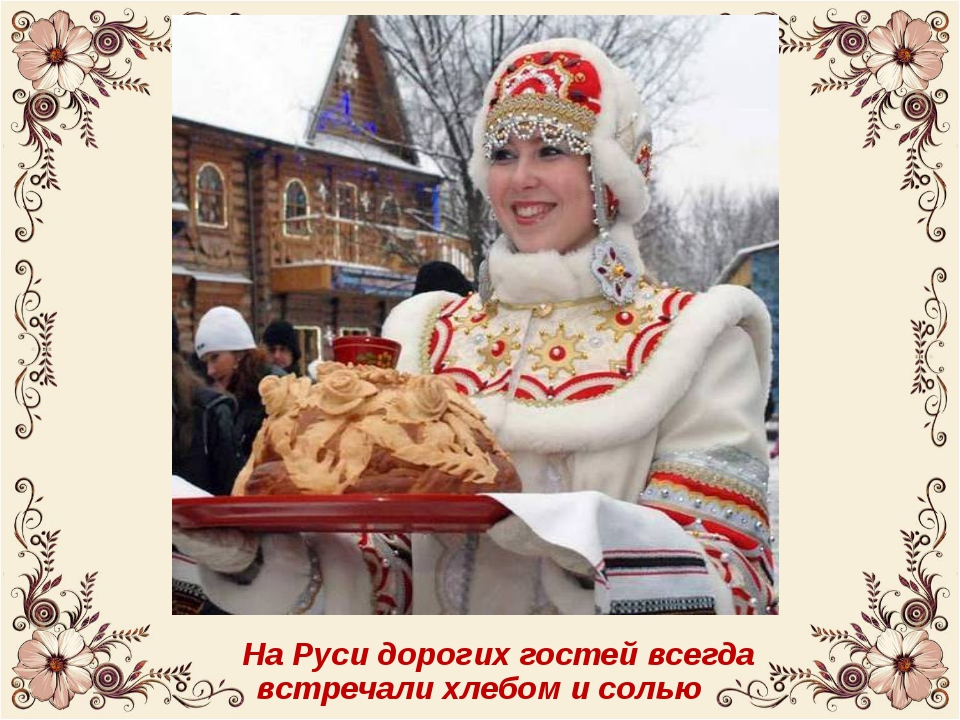 На Руси дорогих гостей всегда
встречали хлебом и солью